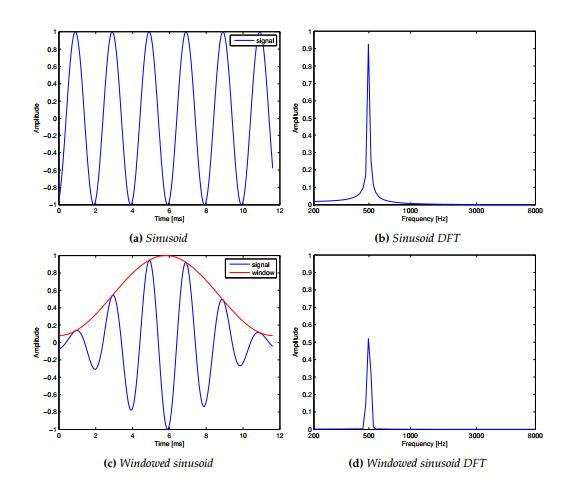 1
0.8
0.6
0.4
0.2
0
−0.2
−0.4
−0.6
−0.8
−1
Amplitude
signal
0 2 4 6 8 10 12
Time [ms]
(a) Sinusoid
1
0.9
0.8
0.7
0.6
0.5
0.4
0.3
0.2
0.1
0
Amplitude
200 500 1000 3000 8000
Frequency [Hz]
(b) Sinusoid DFT
1
0.8
0.6
0.4
0.2
0
−0.2
−0.4
−0.6
−0.8
−1
Amplitude
signal
window
0 2 4 6 8 10 12
Time [ms]
(c) Windowed sinusoid
1
0.9
0.8
0.7
0.6
0.5
0.4
0.3
0.2
0.1
0
Amplitude
200 500 1000 3000 8000
Frequency [Hz]
(d) Windowed sinusoid DFT